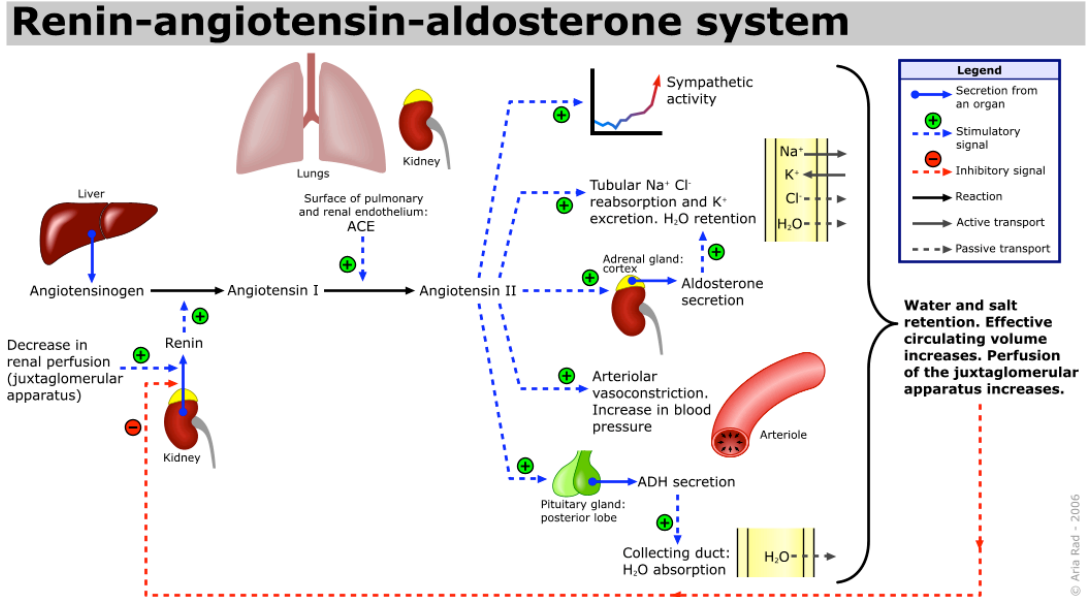 Renin-angiotensin-aldosterone system
Liver
Angiotensinogen
Decrease in
renal perfusion
(juxtaglomerular
apparatus)
+
+
Renin
−
Kidney
Lungs
Kidney
Surface of pulmonary
and renal endothelium:
ACE
+
Angiotensin I
Angiotensin II
+
Sympathetic
activity
+
Tubular Na⁺ Cl⁻
reabsorption and K⁺
excretion. H₂O retention
Na⁺
K⁺
Cl⁻
H₂O
+
Adrenal gland:
cortex
+
Aldosterone
secretion
+
Arteriolar
vasoconstriction.
Increase in blood
pressure
Arteriole
+
Pituitary gland:
posterior lobe
ADH secretion
+
Collecting duct:
H₂O absorption
H₂O
Legend
Secretion from
an organ
+
Stimulatory
signal
−
Inhibitory signal
Reaction
Active transport
Passive transport
Water and salt
retention. Effective
circulating volume
increases. Perfusion
of the juxtaglomerular
apparatus increases.
© Aria Rad - 2006